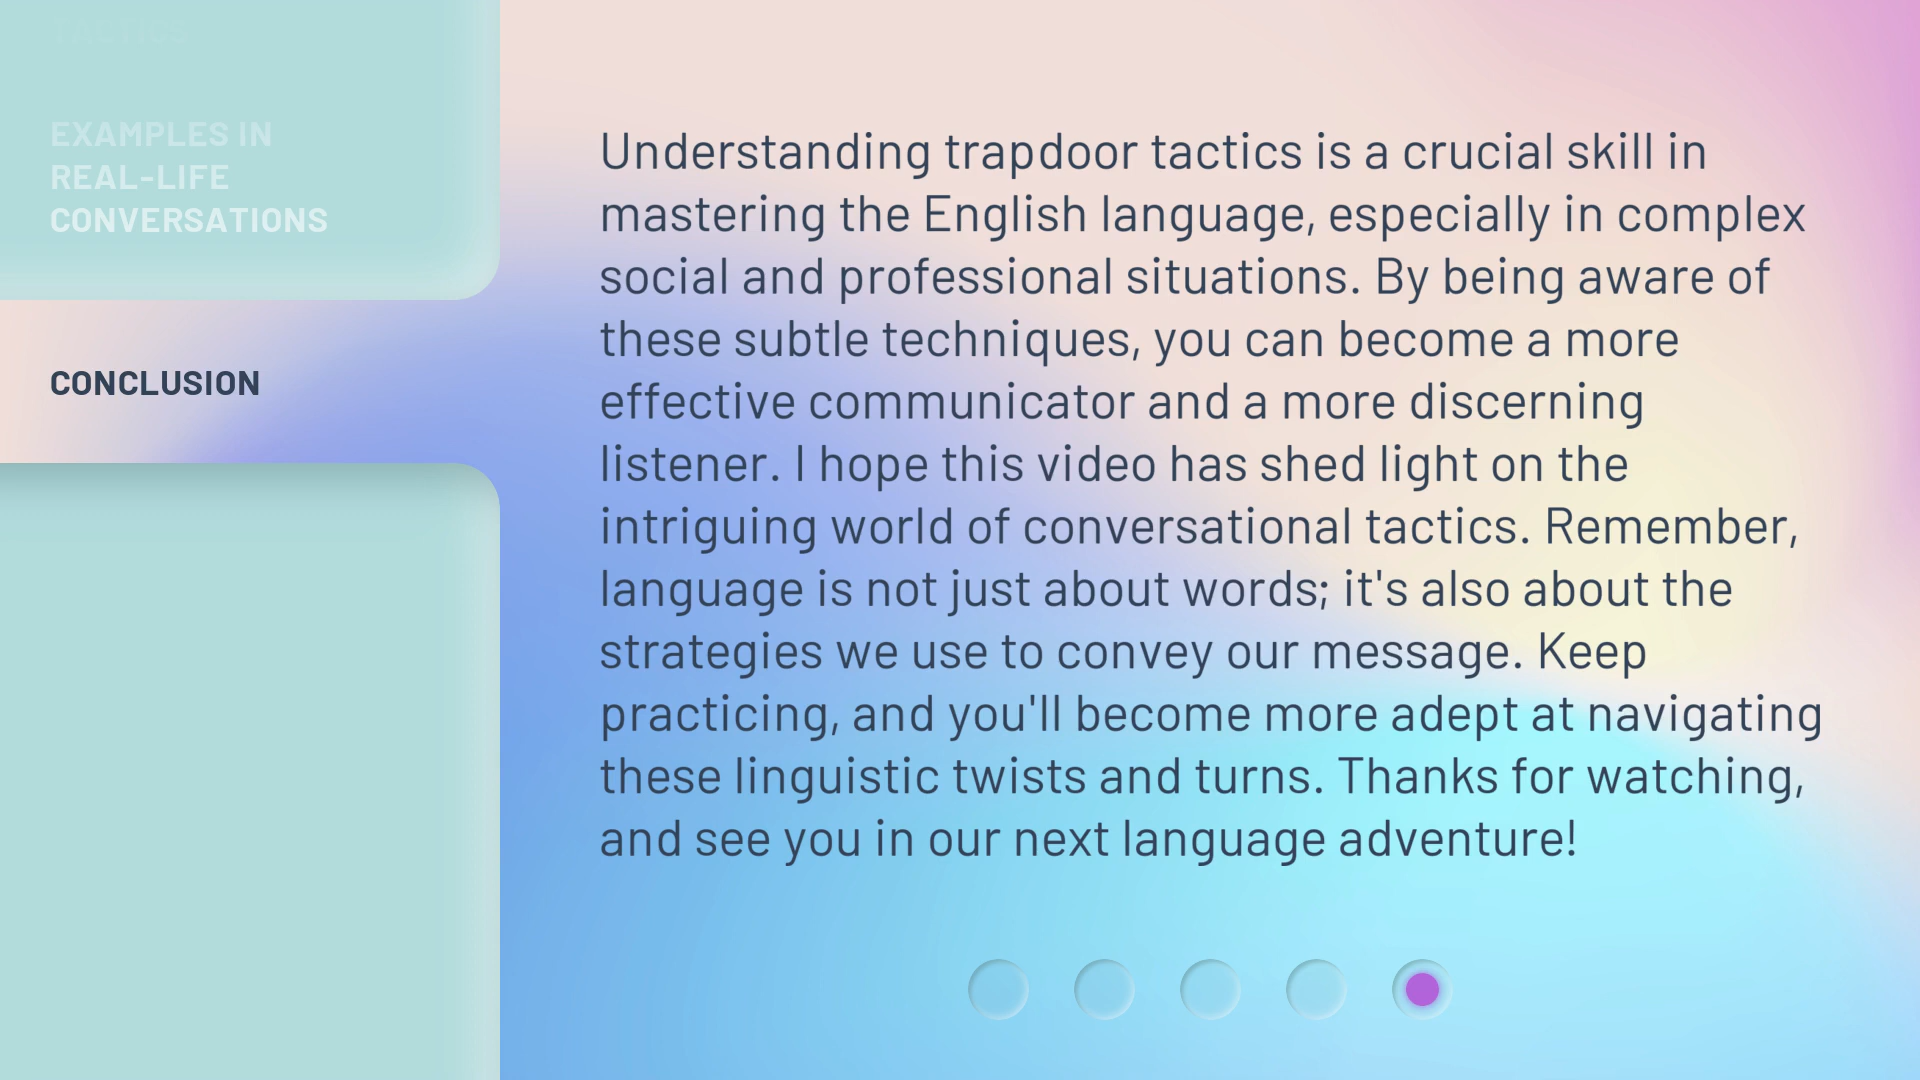 TACTICS
EXAMPLES IN
REAL-LIFE
CONVERSATIONS
CONCLUSION
Understanding trapdoor tactics is a crucial skill in
mastering the English language, especially in complex
social and professional situations. By being aware of
these subtle techniques, you can become a more
effective communicator and a more discerning
listener. I hope this video has shed light on the
intriguing world of conversational tactics. Remember,
language is not just about words; it's also about the
strategies we use to convey our message. Keep
practicing, and you'll become more adept at navigating
these linguistic twists and turns. Thanks for watching,
and see you in our next language adventure!